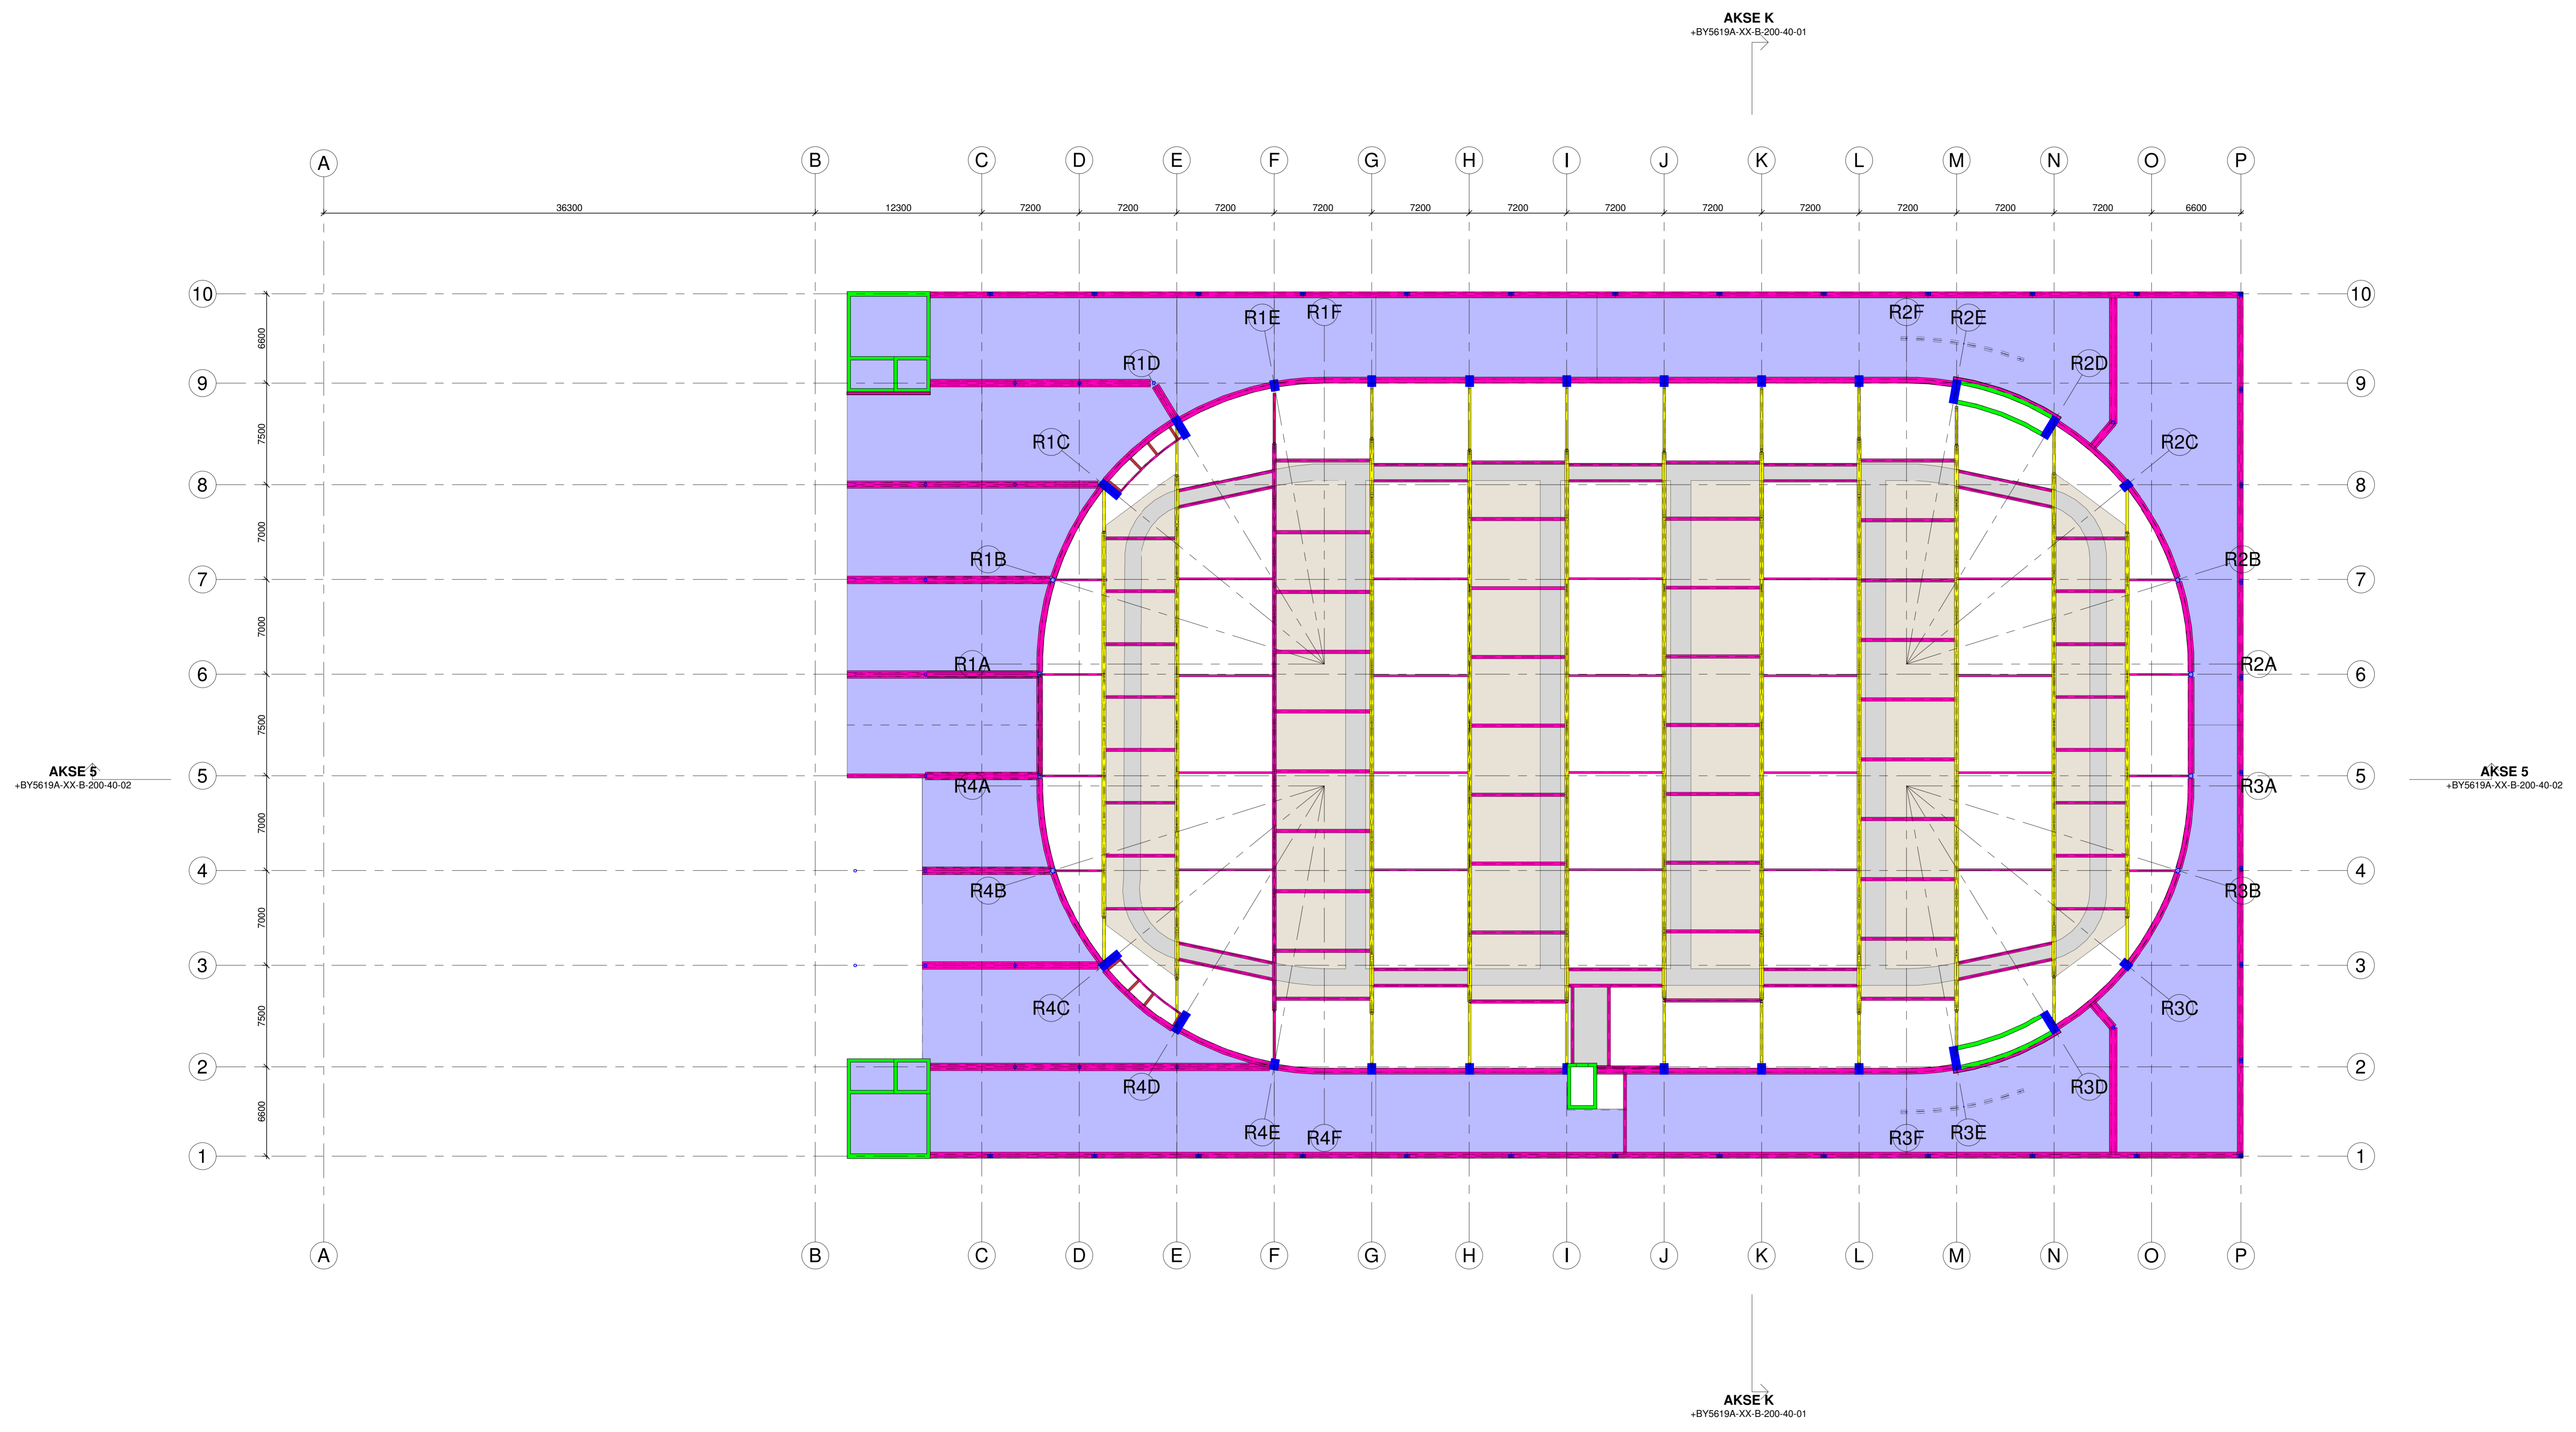 AKSE K
+BY5619A-XX-B-200-40-01
A B C D E F G H I J K L M N O P
36300 12300 7200 7200 7200 7200 7200 7200 7200 7200 7200 7200 7200 7200 6600
10 10
R1E R1F R2F R2E
6600
R1D R2D
9 9
7500
R1C R2C
8 8
7000
R1B R2B
7 7
7000
R1A R2A
6 6
7500
AKSE 5 5 5 AKSE 5
+BY5619A-XX-B-200-40-02 +BY5619A-XX-B-200-40-02
R4A R3A
7000
4 4
R4B R3B
7000
3 3
R4C R3C
7500
2 2
R4D R3D
6600
R4E R4F R3F R3E
1 1
A B C D E F G H I J K L M N O P
AKSE K
+BY5619A-XX-B-200-40-01